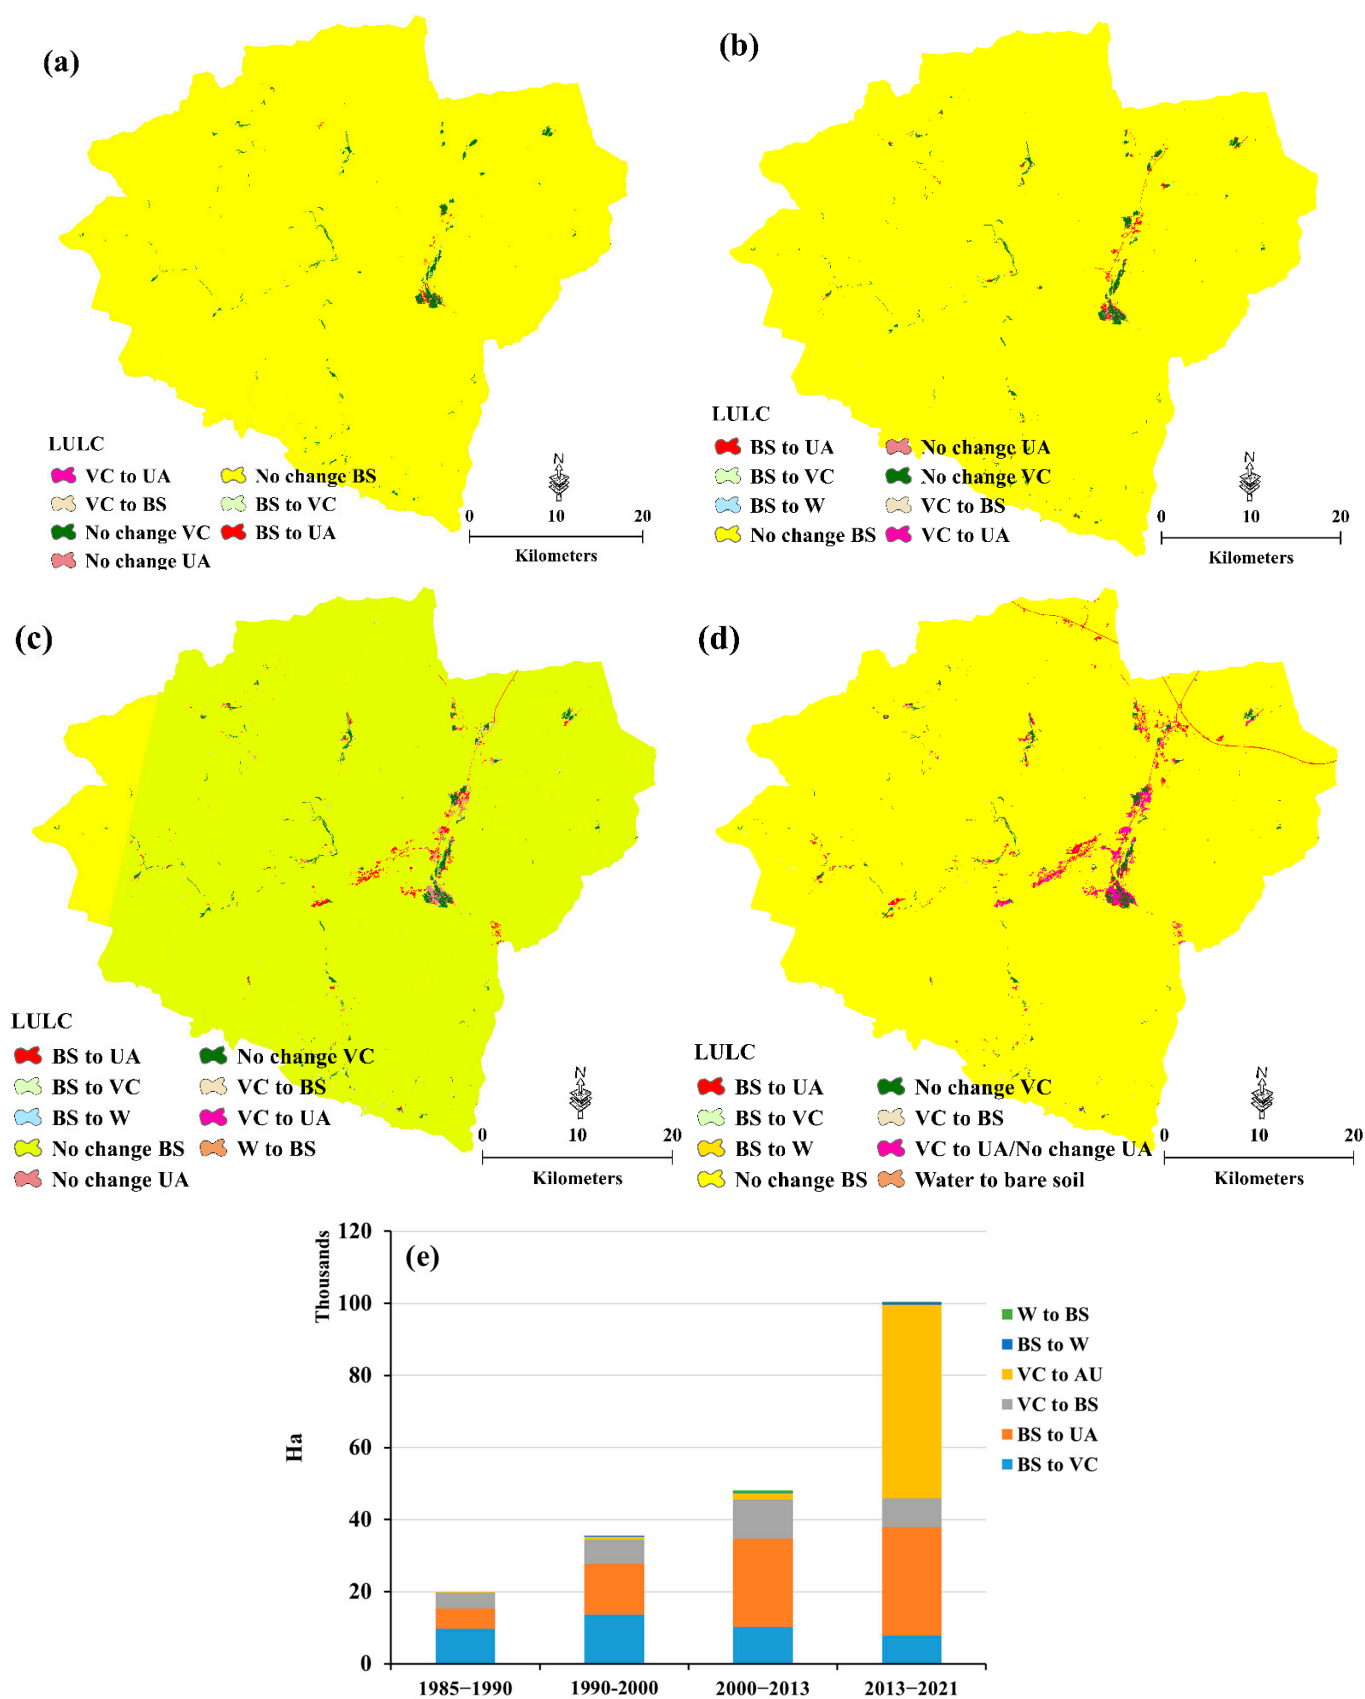 (a)
LULC
VC to UA
No change BS
VC to BS
BS to VC
No change VC
BS to UA
No change UA
N
0 10 20
Kilometers
(b)
LULC
BS to UA
No change UA
BS to VC
No change VC
BS to W
VC to BS
No change BS
VC to UA
N
0 10 20
Kilometers
(c)
LULC
BS to UA
No change VC
BS to VC
VC to BS
BS to W
VC to UA
No change BS
W to BS
No change UA
N
0 10 20
Kilometers
(d)
LULC
BS to UA
No change VC
BS to VC
VC to BS
BS to W
VC to UA/No change UA
No change BS
Water to bare soil
N
0 10 20
Kilometers
(e)
Thousands
Ha
120
100
80
60
40
20
0
1985−1990
1990-2000
2000−2013
2013−2021
W to BS
BS to W
VC to AU
VC to BS
BS to UA
BS to VC